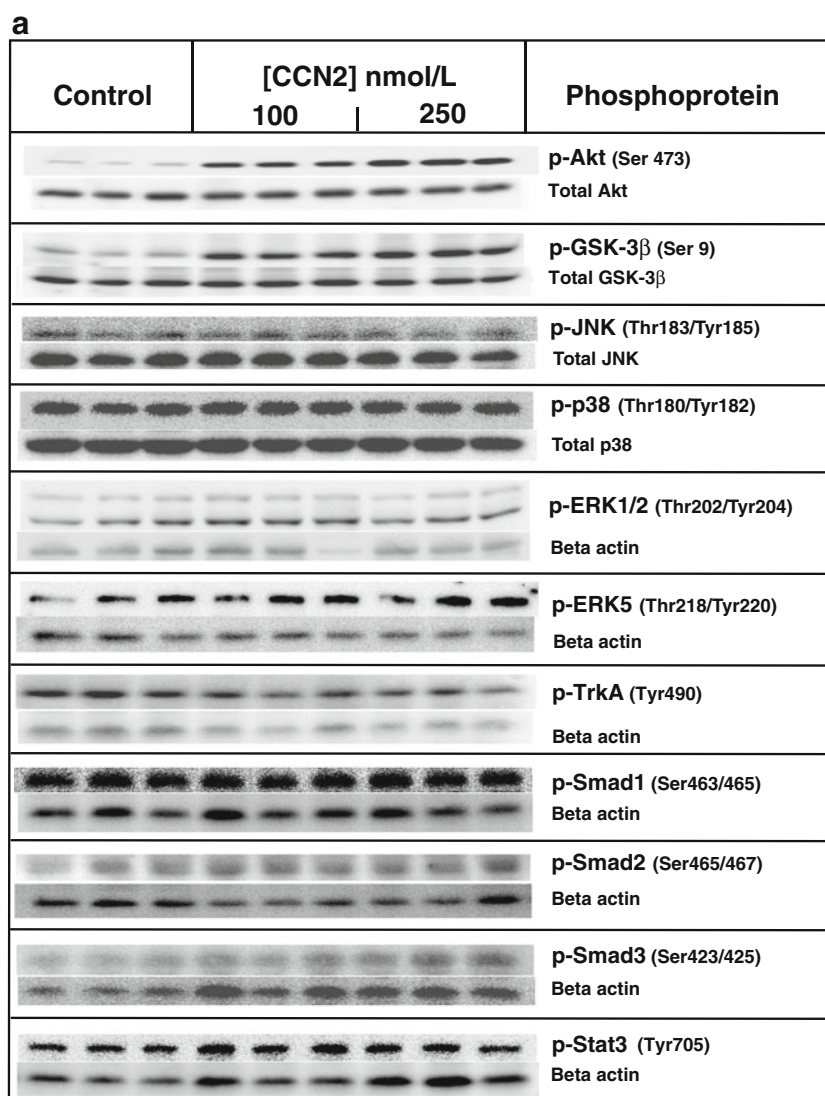 a
Control
[CCN2] nmol/L
100 | 250
Phosphoprotein
p-Akt (Ser 473)
Total Akt
p-GSK-3β (Ser 9)
Total GSK-3β
p-JNK (Thr183/Tyr185)
Total JNK
p-p38 (Thr180/Tyr182)
Total p38
p-ERK1/2 (Thr202/Tyr204)
Beta actin
p-ERK5 (Thr218/Tyr220)
Beta actin
p-TrkA (Tyr490)
Beta actin
p-Smad1 (Ser463/465)
Beta actin
p-Smad2 (Ser465/467)
Beta actin
p-Smad3 (Ser423/425)
Beta actin
p-Stat3 (Tyr705)
Beta actin